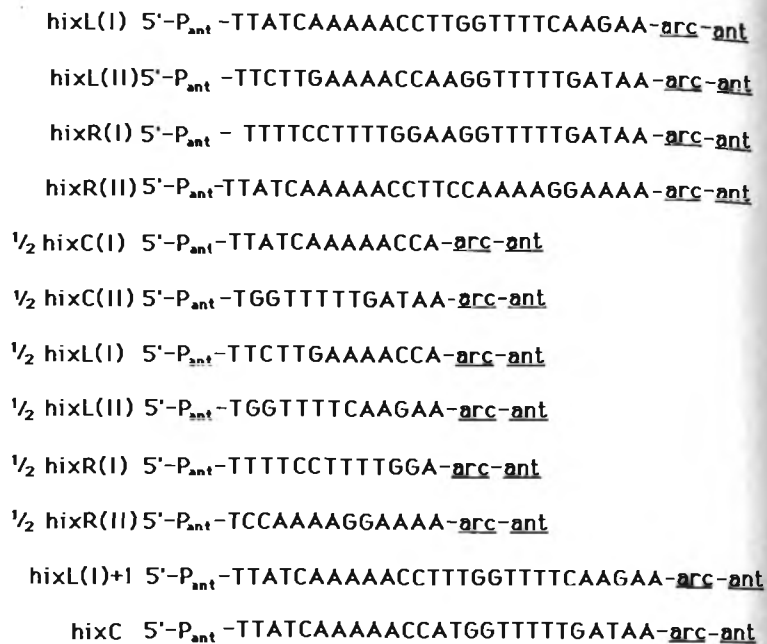 hixL(I) 5'-Pant -TTATCAAAAACCTTGGTTTTCAAGAA-arc-ant
hixL(II)5'-Pant -TTCTTGAAAACCAAGGTTTTTGATAA-arc-ant
hixR(I) 5'-Pant - TTTTCCTTTTGGAAGGTTTTTGATAA-arc-ant
hixR(II) 5'-Pant-TTATCAAAAACCTTCCAAAAGGAAAA-arc-ant
1/2 hixC(I) 5'-Pant-TTATCAAAAACCA-arc-ant
1/2 hixC(II) 5'-Pant-TGGTTTTTGATAA-arc-ant
1/2 hixL(I) 5'-Pant-TTCTTGAAAACCA-arc-ant
1/2 hixL(II) 5'-Pant-TGGTTTTCAAGAA-arc-ant
1/2 hixR(I) 5'-Pant-TTTTCCTTTTGGA-arc-ant
1/2 hixR(II) 5'-Pant-TCCAAAAGGAAAA-arc-ant
hixL(I)+1 5'-Pant-TTATCAAAAACCTTTGGTTTTCAAGAA-arc-ant
hixC 5'-Pant -TTATCAAAAACCATGGTTTTTGATAA-arc-ant